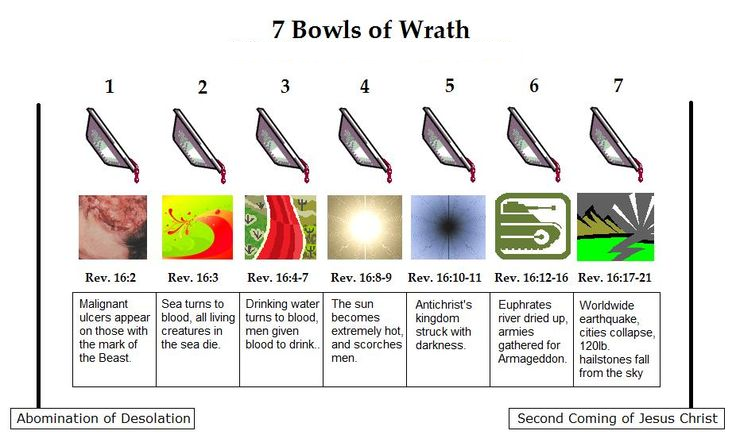 7 Bowls of Wrath
1 2 3 4 5 6 7
Rev. 16:2 Rev. 16:3 Rev. 16:4-7 Rev. 16:8-9 Rev. 16:10-11 Rev. 16:12-16 Rev. 16:17-21
Malignant
ulcers appear
on those with
the mark of
the Beast.
Sea turns to
blood, all living
creatures in
the sea die.
Drinking water
turns to blood,
men given
blood to drink..
The sun
becomes
extremely hot,
and scorches
men.
Antichrist's
kingdom
struck with
darkness.
Euphrates
river dried up,
armies
gathered for
Armageddon.
Worldwide
earthquake,
cities collapse,
120lb.
hailstones fall
from the sky
Abomination of Desolation
Second Coming of Jesus Christ